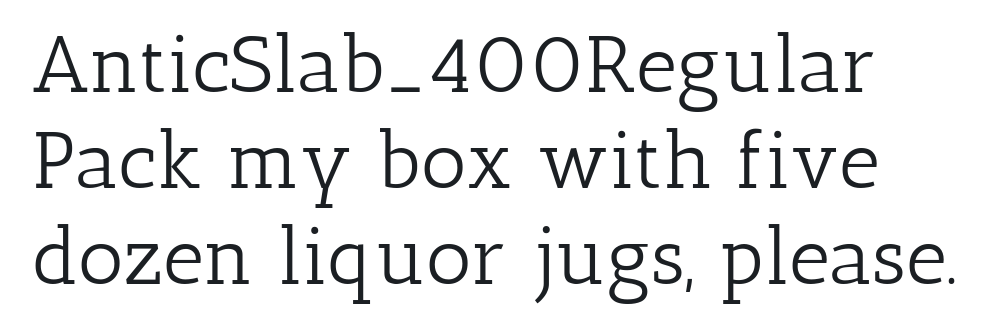 AnticSlab_400Regular
Pack my box with five
dozen liquor jugs, please.